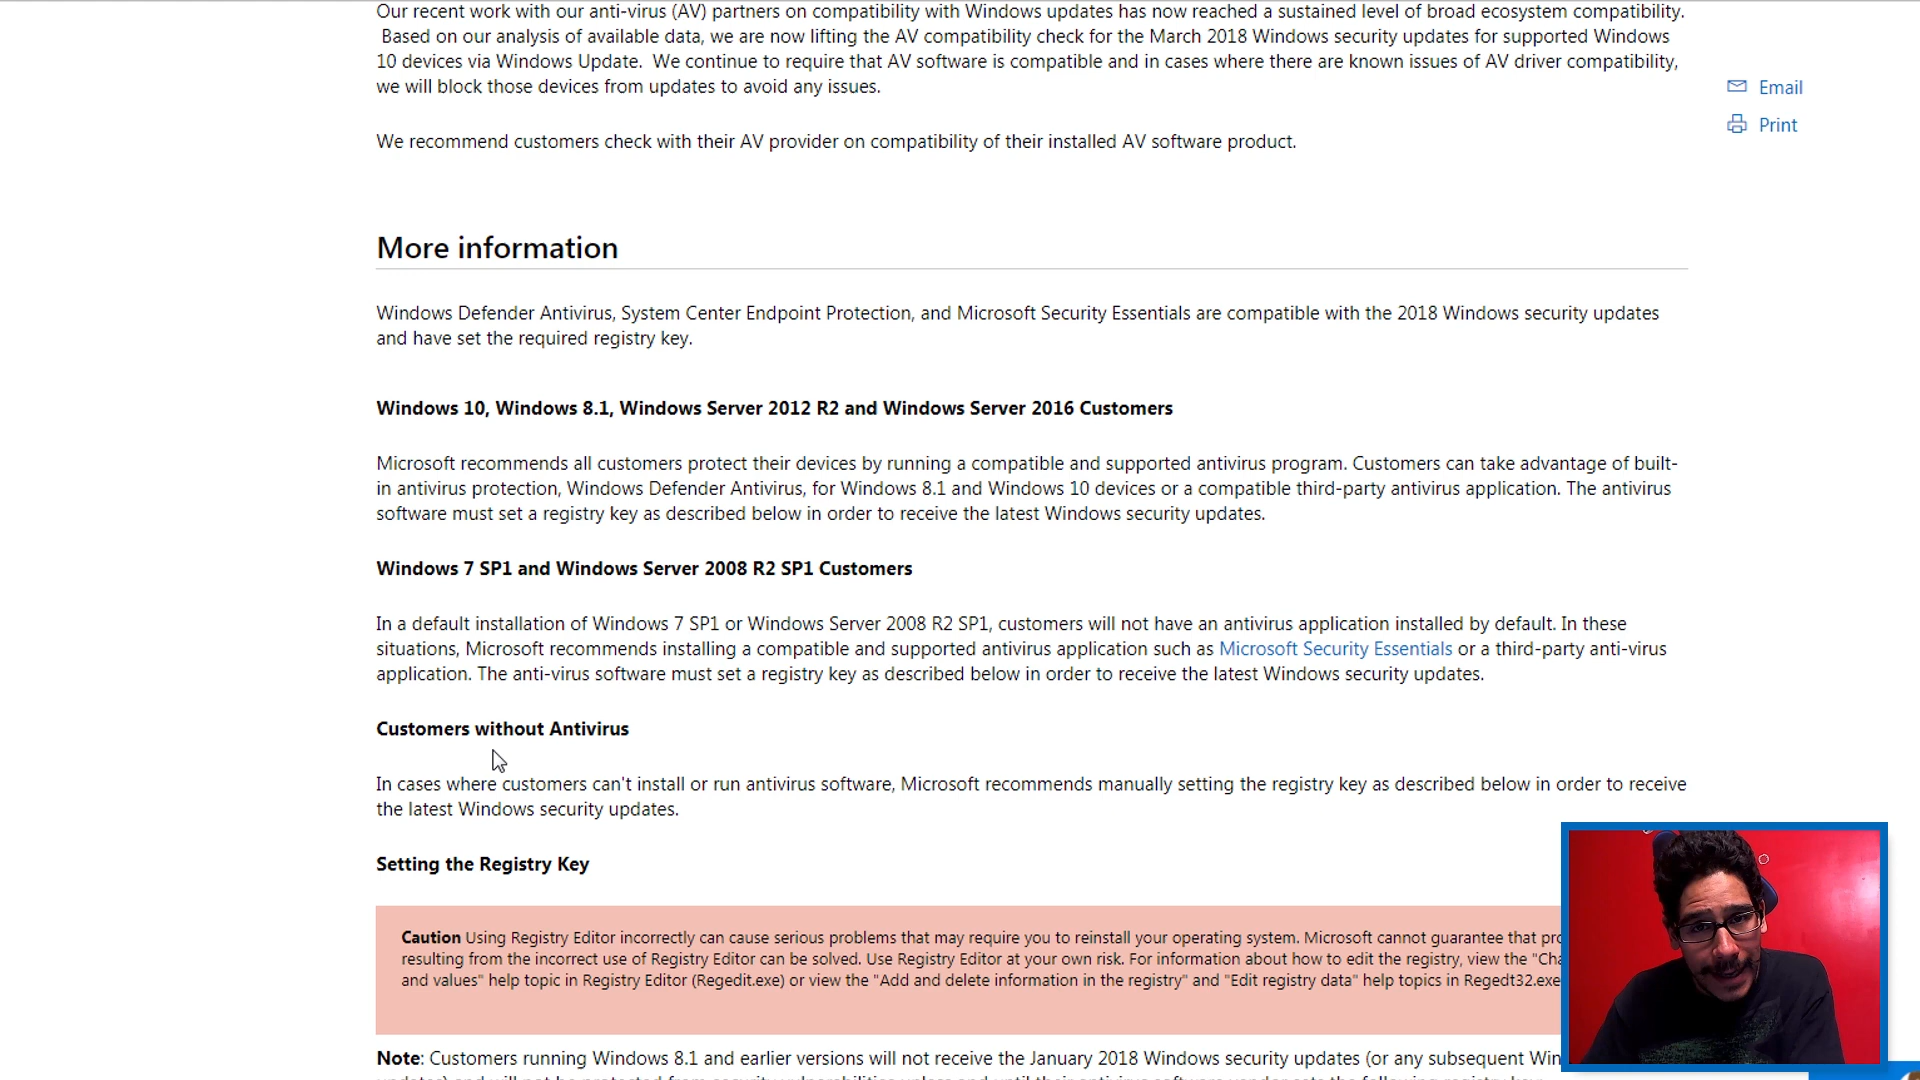 Our recent work with our anti-virus (AV) partners on compatibility with Windows updates has now reached a sustained level of broad ecosystem compatibility.
Based on our analysis of available data, we are now lifting the AV compatibility check for the March 2018 Windows security updates for supported Windows
10 devices via Windows Update. We continue to require that AV software is compatible and in cases where there are known issues of AV driver compatibility,
we will block those devices from updates to avoid any issues.
Email
Print
We recommend customers check with their AV provider on compatibility of their installed AV software product.
More information
Windows Defender Antivirus, System Center Endpoint Protection, and Microsoft Security Essentials are compatible with the 2018 Windows security updates
and have set the required registry key.
Windows 10, Windows 8.1, Windows Server 2012 R2 and Windows Server 2016 Customers
Microsoft recommends all customers protect their devices by running a compatible and supported antivirus program. Customers can take advantage of built-
in antivirus protection, Windows Defender Antivirus, for Windows 8.1 and Windows 10 devices or a compatible third-party antivirus application. The antivirus
software must set a registry key as described below in order to receive the latest Windows security updates.
Windows 7 SP1 and Windows Server 2008 R2 SP1 Customers
In a default installation of Windows 7 SP1 or Windows Server 2008 R2 SP1, customers will not have an antivirus application installed by default. In these
situations, Microsoft recommends installing a compatible and supported antivirus application such as Microsoft Security Essentials or a third-party anti-virus
application. The anti-virus software must set a registry key as described below in order to receive the latest Windows security updates.
Customers without Antivirus
In cases where customers can't install or run antivirus software, Microsoft recommends manually setting the registry key as described below in order to receive
the latest Windows security updates.
Setting the Registry Key
Caution Using Registry Editor incorrectly can cause serious problems that may require you to reinstall your operating system. Microsoft cannot guarantee that pro
resulting from the incorrect use of Registry Editor can be solved. Use Registry Editor at your own risk. For information about how to edit the registry, view the "Cha
and values" help topic in Registry Editor (Regedit.exe) or view the "Add and delete information in the registry" and "Edit registry data" help topics in Regedt32.exe
Note: Customers running Windows 8.1 and earlier versions will not receive the January 2018 Windows security updates (or any subsequent Win